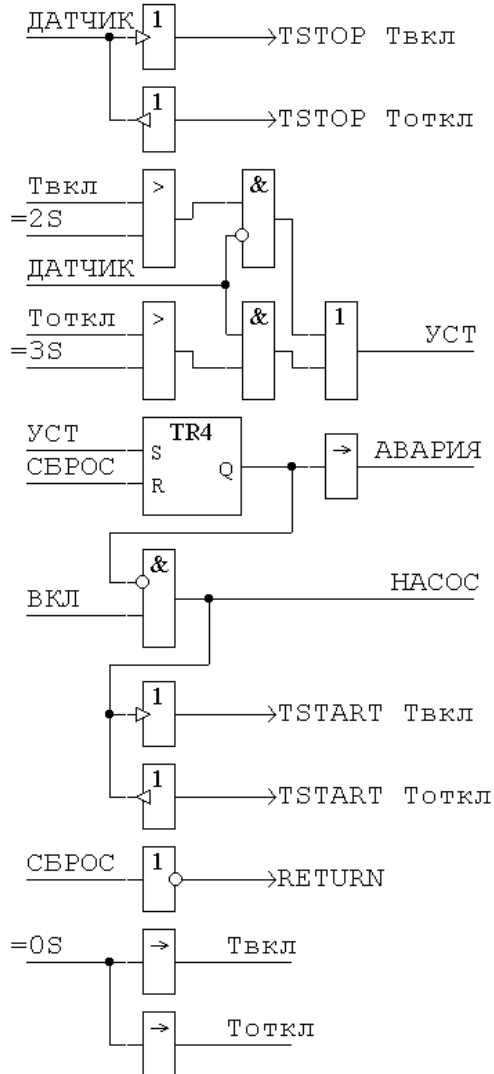 ДАТЧИК 1 TSTOP Твкл
1 TSTOP Тоткл
Твкл > &
=2S
ДАТЧИК
Тоткл > & 1 УСТ
=3S
УСТ S TR4 Q → АВАРИЯ
СБРОС R
& НАСОС
ВКЛ
1 TSTART Твкл
1 TSTART Тоткл
СБРОС 1 RETURN
=0S → Твкл
→ Тоткл